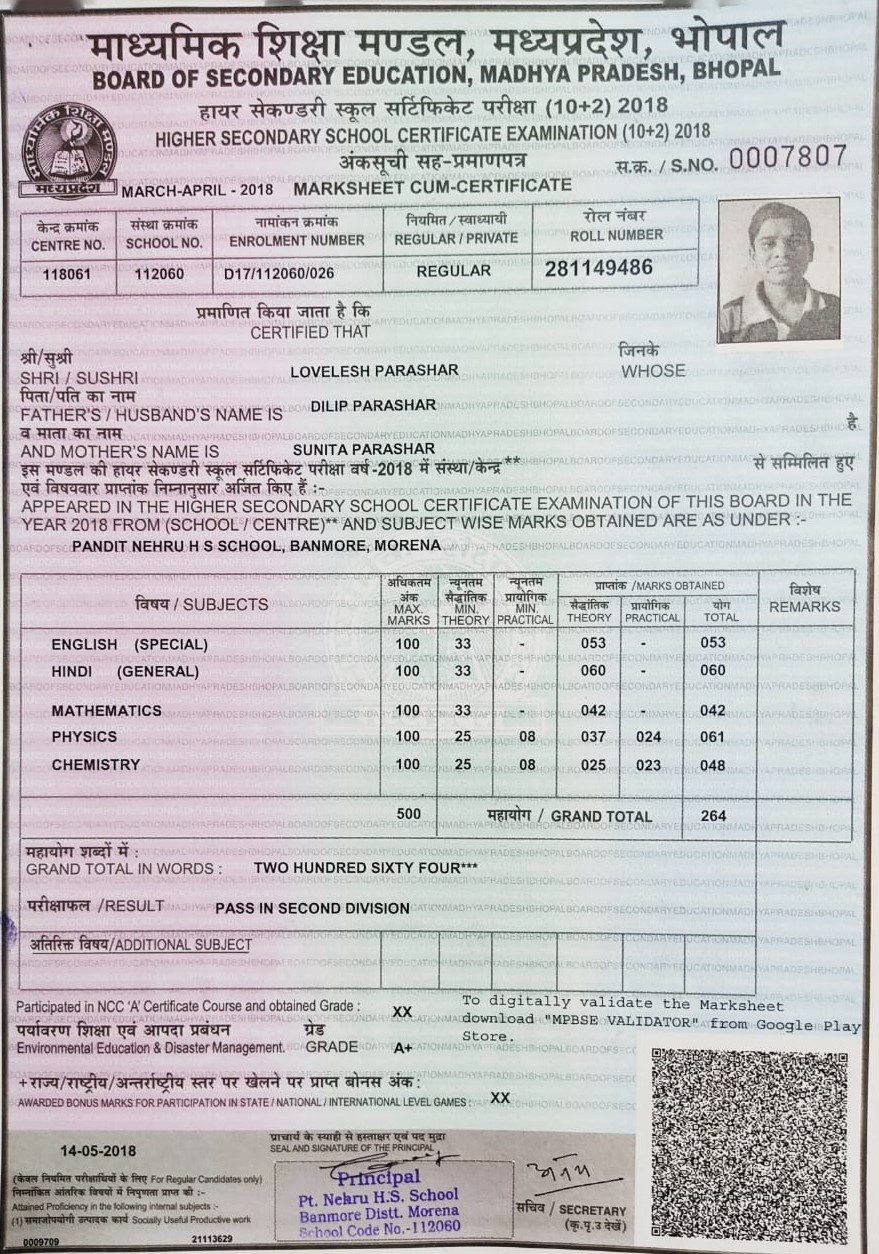 माध्यमिक शिक्षा मण्डल, मध्यप्रदेश, भोपाल
BOARD OF SECONDARY EDUCATION, MADHYA PRADESH, BHOPAL
हायर सेकण्डरी स्कूल सर्टिफिकेट परीक्षा (10+2) 2018
HIGHER SECONDARY SCHOOL CERTIFICATE EXAMINATION (10+2) 2018
अंकसूची सह-प्रमाणपत्र
स.क्र. / S.NO. 0007807
माध्यमिक शिक्षा मण्डल
मध्यप्रदेश
MARCH-APRIL - 2018 MARKSHEET CUM-CERTIFICATE
केन्द्र क्रमांक संस्था क्रमांक नामांकन क्रमांक नियमित / स्वाध्यायी रोल नंबर
CENTRE NO. SCHOOL NO. ENROLMENT NUMBER REGULAR / PRIVATE ROLL NUMBER
118061 112060 D17/112060/026 REGULAR 281149486
प्रमाणित किया जाता है कि
CERTIFIED THAT
श्री/सुश्री जिनके
SHRI / SUSHRI LOVELESH PARASHAR WHOSE
पिता/पति का नाम
FATHER'S / HUSBAND'S NAME IS DILIP PARASHAR
व माता का नाम है
AND MOTHER'S NAME IS SUNITA PARASHAR
इस मण्डल की हायर सेकण्डरी स्कूल सर्टिफिकेट परीक्षा वर्ष-2018 में संस्था/केन्द्र ** से सम्मिलित हुए
एवं विषयवार प्राप्तांक निम्नानुसार अर्जित किए हैं :-
APPEARED IN THE HIGHER SECONDARY SCHOOL CERTIFICATE EXAMINATION OF THIS BOARD IN THE
YEAR 2018 FROM (SCHOOL / CENTRE)** AND SUBJECT WISE MARKS OBTAINED ARE AS UNDER :-
PANDIT NEHRU H S SCHOOL, BANMORE, MORENA
विषय / SUBJECTS
अधिकतम अंक MAX. MARKS
न्यूनतम सैद्धांतिक MIN. THEORY
न्यूनतम प्रायोगिक MIN. PRACTICAL
प्राप्तांक /MARKS OBTAINED
सैद्धांतिक THEORY
प्रायोगिक PRACTICAL
योग TOTAL
विशेष REMARKS
ENGLISH (SPECIAL) 100 33 - 053 - 053
HINDI (GENERAL) 100 33 - 060 - 060
MATHEMATICS 100 33 - 042 - 042
PHYSICS 100 25 08 037 024 061
CHEMISTRY 100 25 08 025 023 048
500 महायोग / GRAND TOTAL 264
महायोग शब्दों में :
GRAND TOTAL IN WORDS : TWO HUNDRED SIXTY FOUR***
परीक्षाफल /RESULT PASS IN SECOND DIVISION
अतिरिक्त विषय/ADDITIONAL SUBJECT
Participated in NCC 'A' Certificate Course and obtained Grade : XX
To digitally validate the Marksheet
download "MPBSE VALIDATOR" from Google Play
Store.
पर्यावरण शिक्षा एवं आपदा प्रबंधन ग्रेड
Environmental Education & Disaster Management. GRADE A+
+राज्य/राष्ट्रीय/अन्तर्राष्ट्रीय स्तर पर खेलने पर प्राप्त बोनस अंक :
AWARDED BONUS MARKS FOR PARTICIPATION IN STATE / NATIONAL / INTERNATIONAL LEVEL GAMES : XX
14-05-2018
प्राचार्य के स्याही से हस्ताक्षर एवं पद मुद्रा
SEAL AND SIGNATURE OF THE PRINCIPAL
(केवल नियमित परीक्षार्थियों के लिए For Regular Candidates only)
निम्नांकित आंतरिक विषयों में निपुणता प्राप्त की :-
Attained Proficiency in the following internal subjects :-
(1) समाजोपयोगी उत्पादक कार्य Socially Useful Productive work
0009709 21113629
Principal
Pt. Nehru H.S. School
Banmore Distt. Morena
School Code No.-112060
सचिव / SECRETARY
(कृ.पृ.उ देखें)